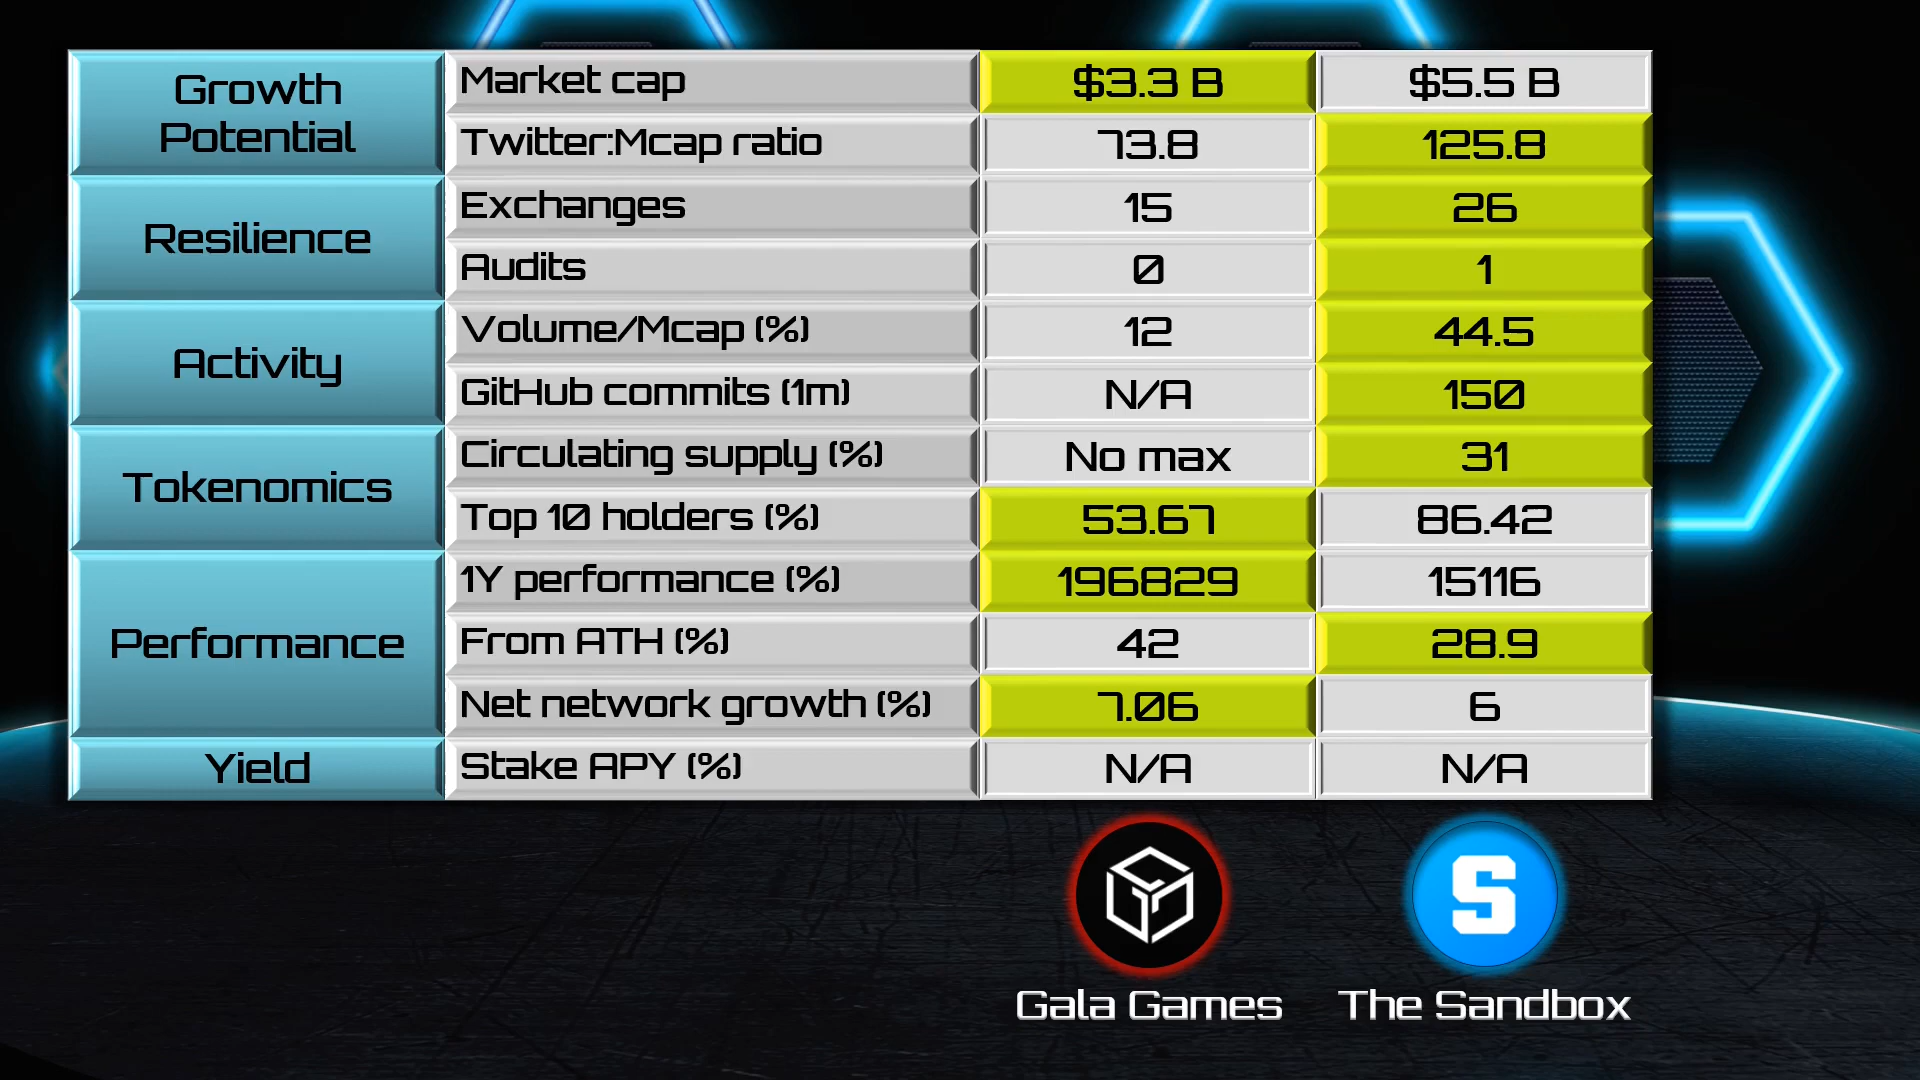 Growth
Potential
Market cap $3.3 B $5.5 B
Twitter:Mcap ratio 73.8 125.8
Resilience
Exchanges 15 26
Audits 0 1
Activity
Volume/Mcap (%) 12 44.5
GitHub commits (1m) N/A 150
Tokenomics
Circulating supply (%) No max 31
Top 10 holders (%) 53.67 86.42
Performance
1Y performance (%) 196829 15116
From ATH (%) 42 28.9
Net network growth (%) 7.06 6
Yield
Stake APY (%) N/A N/A
S
Gala Games The Sandbox